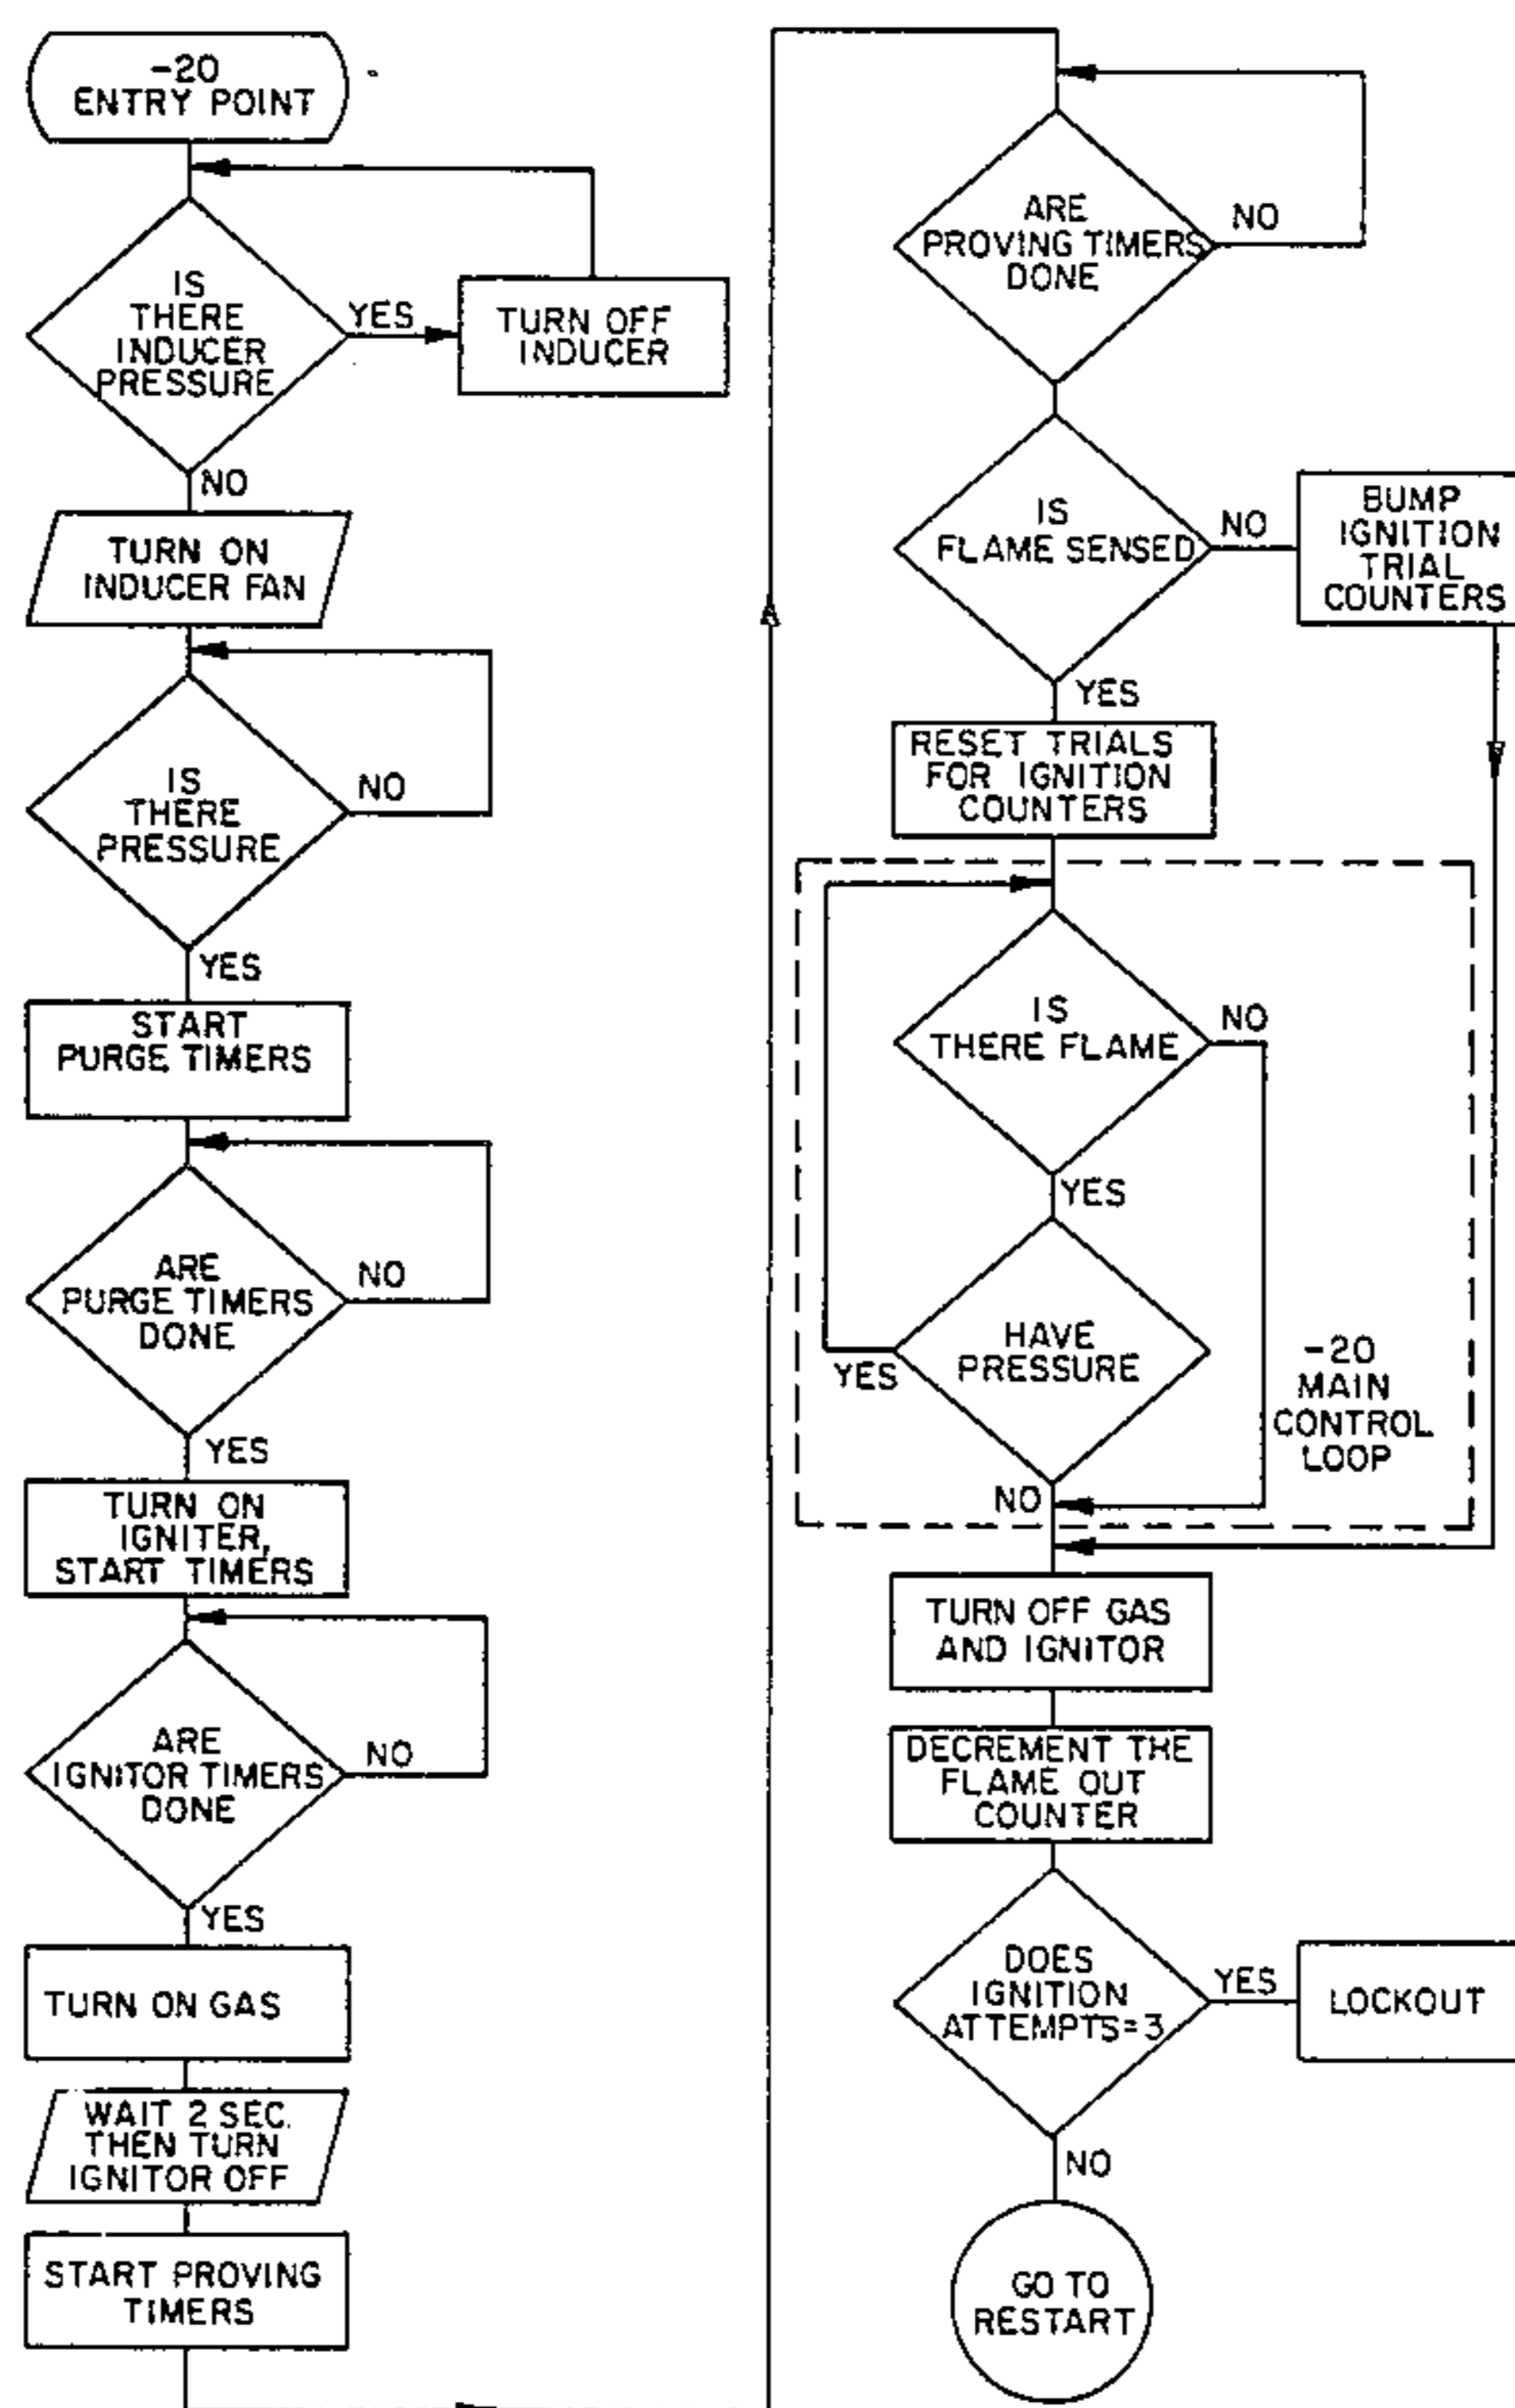 -20
ENTRY POINT
IS
THERE
INDUCER
PRESSURE
YES
TURN OFF
INDUCER
NO
TURN ON
INDUCER FAN
IS
THERE
PRESSURE
NO
YES
START
PURGE TIMERS
ARE
PURGE TIMERS
DONE
NO
YES
TURN ON
IGNITER,
START TIMERS
ARE
IGNITOR TIMERS
DONE
NO
YES
TURN ON GAS
WAIT 2 SEC.
THEN TURN
IGNITOR OFF
START PROVING
TIMERS
ARE
PROVING TIMERS
DONE
NO
IS
FLAME SENSED
NO
BUMP
IGNITION
TRIAL
COUNTERS
YES
RESET TRIALS
FOR IGNITION
COUNTERS
IS
THERE FLAME
NO
YES
HAVE
PRESSURE
YES
NO
-20
MAIN
CONTROL
LOOP
TURN OFF GAS
AND IGNITOR
DECREMENT THE
FLAME OUT
COUNTER
DOES
IGNITION
ATTEMPTS=3
YES
LOCKOUT
NO
GO TO
RESTART